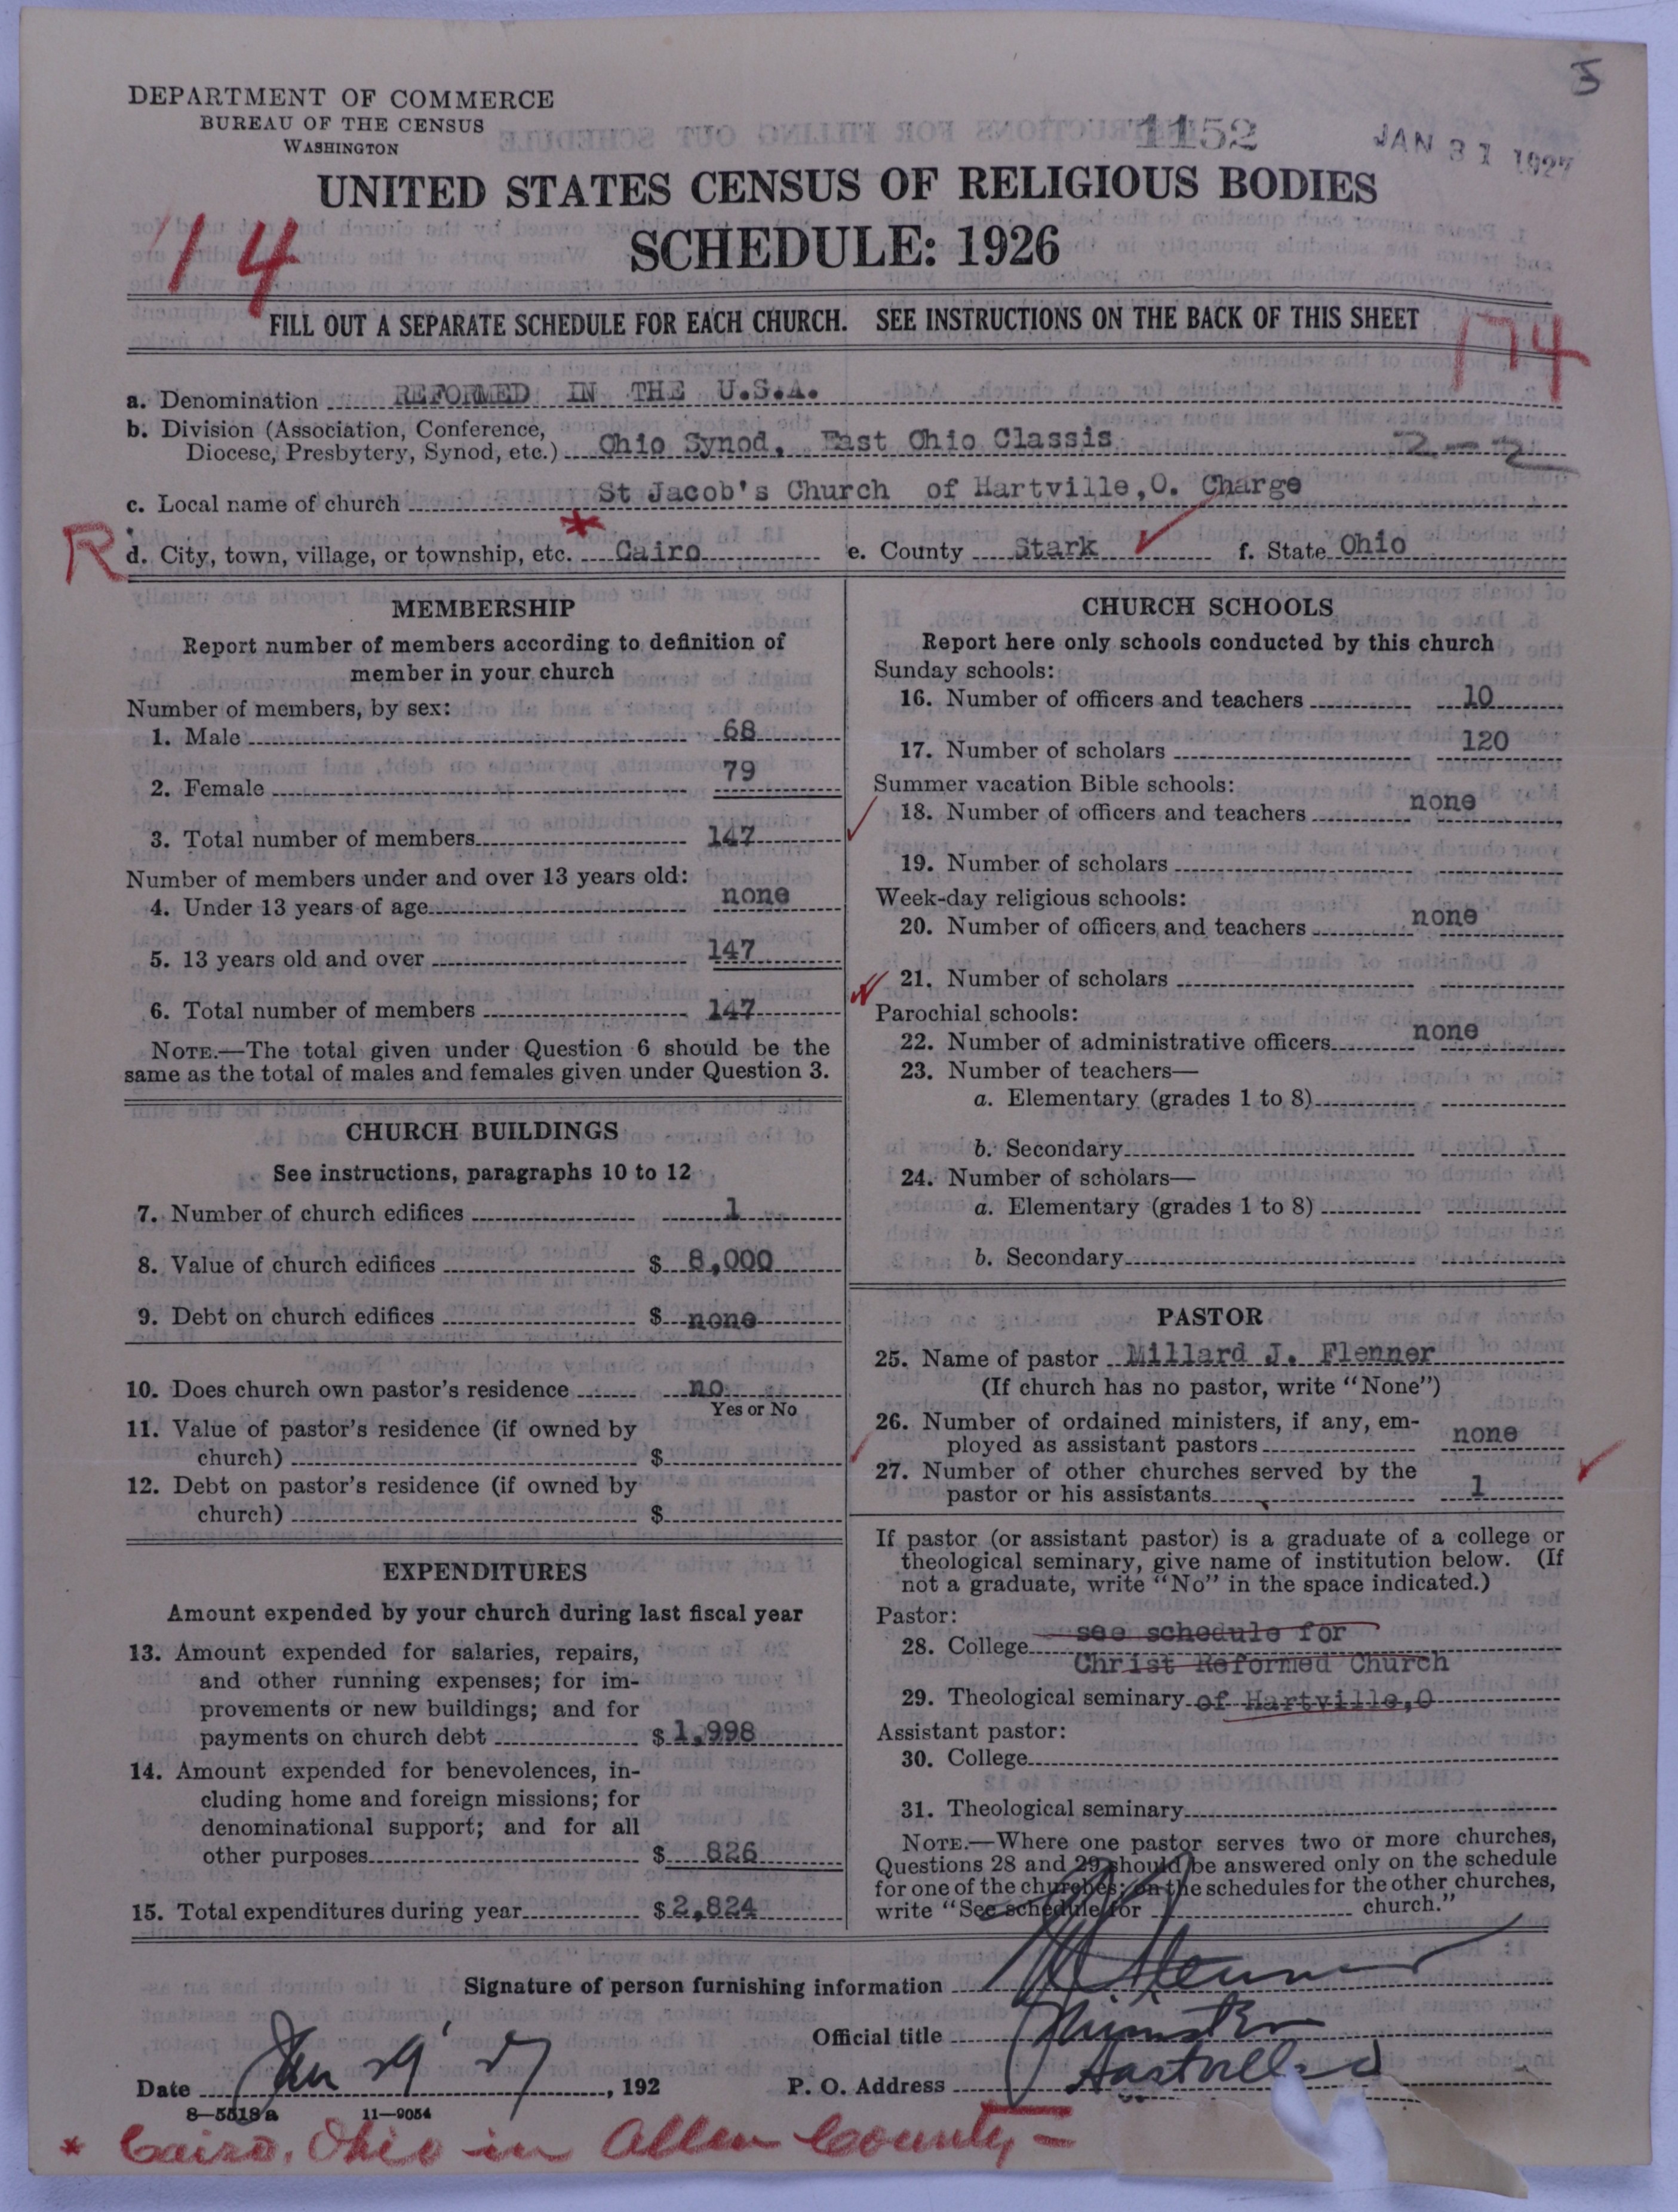 5
DEPARTMENT OF COMMERCE
BUREAU OF THE CENSUS
WASHINGTON
1152
JAN 31 1927
UNITED STATES CENSUS OF RELIGIOUS BODIES
SCHEDULE: 1926
14
FILL OUT A SEPARATE SCHEDULE FOR EACH CHURCH. SEE INSTRUCTIONS ON THE BACK OF THIS SHEET
174
a. Denomination REFORMED IN THE U.S.A.
b. Division (Association, Conference,
Diocese, Presbytery, Synod, etc.) Ohio Synod, East Ohio Classis 2-2
c. Local name of church St Jacob's Church of Hartville,O. Charge
R d. City, town, village, or township, etc. * Cairo e. County Stark f. State Ohio
MEMBERSHIP
Report number of members according to definition of
member in your church
Number of members, by sex:
1. Male 68
2. Female 79
3. Total number of members 147
Number of members under and over 13 years old:
4. Under 13 years of age none
5. 13 years old and over 147
6. Total number of members 147
NOTE.—The total given under Question 6 should be the
same as the total of males and females given under Question 3.
CHURCH BUILDINGS
See instructions, paragraphs 10 to 12
7. Number of church edifices 1
8. Value of church edifices $ 8,000
9. Debt on church edifices $ none
10. Does church own pastor's residence no
Yes or No
11. Value of pastor's residence (if owned by
church) $
12. Debt on pastor's residence (if owned by
church) $
EXPENDITURES
Amount expended by your church during last fiscal year
13. Amount expended for salaries, repairs,
and other running expenses; for im-
provements or new buildings; and for
payments on church debt $ 1,998
14. Amount expended for benevolences, in-
cluding home and foreign missions; for
denominational support; and for all
other purposes $ 826
15. Total expenditures during year $ 2,824
CHURCH SCHOOLS
Report here only schools conducted by this church
Sunday schools:
16. Number of officers and teachers 10
17. Number of scholars 120
Summer vacation Bible schools:
18. Number of officers and teachers none
19. Number of scholars
Week-day religious schools:
20. Number of officers and teachers none
21. Number of scholars
Parochial schools:
22. Number of administrative officers none
23. Number of teachers—
a. Elementary (grades 1 to 8)
b. Secondary
24. Number of scholars—
a. Elementary (grades 1 to 8)
b. Secondary
PASTOR
25. Name of pastor Millard J. Flenner
(If church has no pastor, write "None")
26. Number of ordained ministers, if any, em-
ployed as assistant pastors none
27. Number of other churches served by the
pastor or his assistants 1
If pastor (or assistant pastor) is a graduate of a college or
theological seminary, give name of institution below. (If
not a graduate, write "No" in the space indicated.)
Pastor:
see schedule for
28. College
Christ Reformed Church
29. Theological seminary of Hartville,O
Assistant pastor:
30. College
31. Theological seminary
NOTE.—Where one pastor serves two or more churches,
Questions 28 and 29 should be answered only on the schedule
for one of the churches; on the schedules for the other churches,
write "See schedule for church."
Signature of person furnishing information M J Flenner
Official title Minister
Date Jan 29' 27, 192 P. O. Address Hartville O
8—5518a 11—9054
* Cairo, Ohio in Allen County —